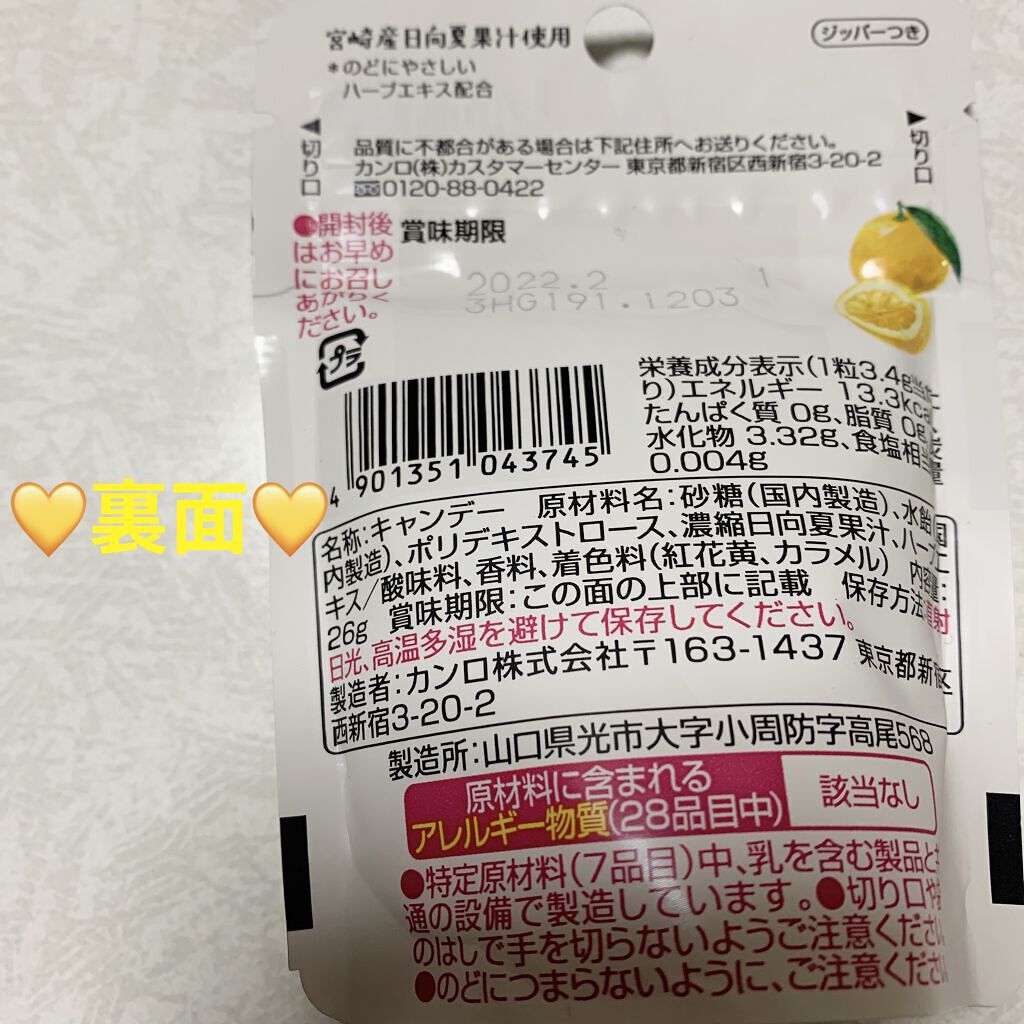 宮崎産日向夏果汁使用
ジッパーつき
*のどにやさしい
ハーブエキス配合
切り口
切り口
品質に不都合がある場合は下記住所へお送りください。
カンロ(株)カスタマーセンター 東京都新宿区西新宿3-20-2
0120-88-0422
●開封後
はお早め
にお召し
あがりく
ださい。
賞味期限
2022.2 1
3HG191.1203
プラ
栄養成分表示(1粒3.4g当た
り)エネルギー 13.3kcal、
たんぱく質 0g、脂質 0g、炭
水化物 3.32g、食塩相当量
0.004g
4 901351 043745
🧡裏面🧡
名称:キャンデー 原材料名:砂糖(国内製造)、水飴(国
内製造)、ポリデキストロース、濃縮日向夏果汁、ハーブエ
キス/酸味料、香料、着色料(紅花黄、カラメル) 内容量:
26g 賞味期限:この面の上部に記載 保存方法:直射
日光、高温多湿を避けて保存してください。
製造者:カンロ株式会社〒163-1437 東京都新宿区
西新宿3-20-2
製造所:山口県光市大字小周防字高尾568
原材料に含まれる
アレルギー物質(28品目中)
該当なし
●特定原材料(7品目)中、乳を含む製品と共
通の設備で製造しています。●切り口や
のはしで手を切らないようご注意ください
●のどにつまらないように、ご注意ください